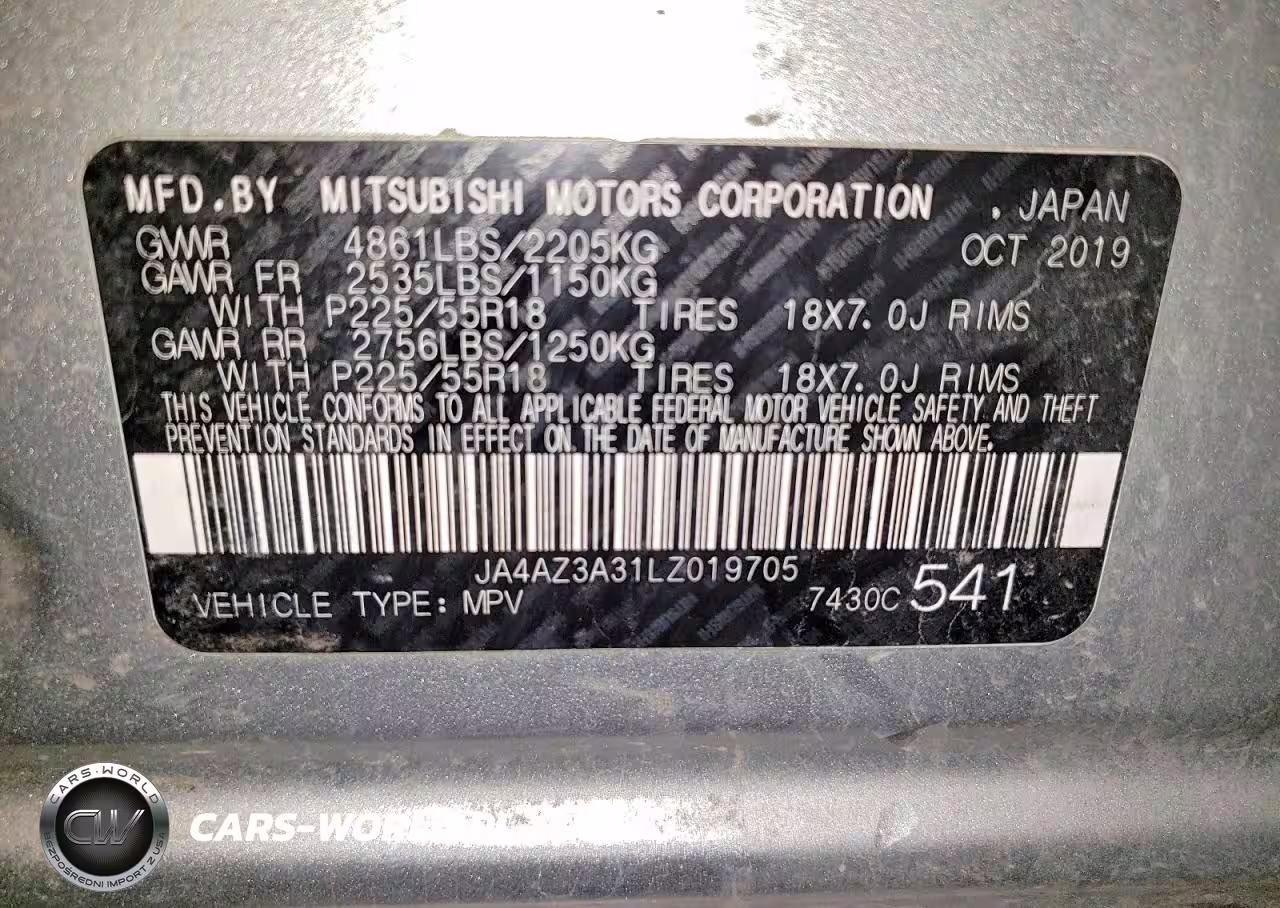 MFD.BY MITSUBISHI MOTORS CORPORATION . JAPAN
GVWR 4861LBS/2205KG OCT 2019
GAWR FR 2535LBS/1150KG
WITH P225/55R18 TIRES 18X7.0J RIMS
GAWR RR 2756LBS/1250KG
WITH P225/55R18 TIRES 18X7.0J RIMS
THIS VEHICLE CONFORMS TO ALL APPLICABLE FEDERAL MOTOR VEHICLE SAFETY AND THEFT
PREVENTION STANDARDS IN EFFECT ON THE DATE OF MANUFACTURE SHOWN ABOVE.
JA4AZ3A31LZ019705
VEHICLE TYPE: MPV 7430C 541
CARS-WORLD
CW
BEZPOŚREDNI IMPORT Z USA